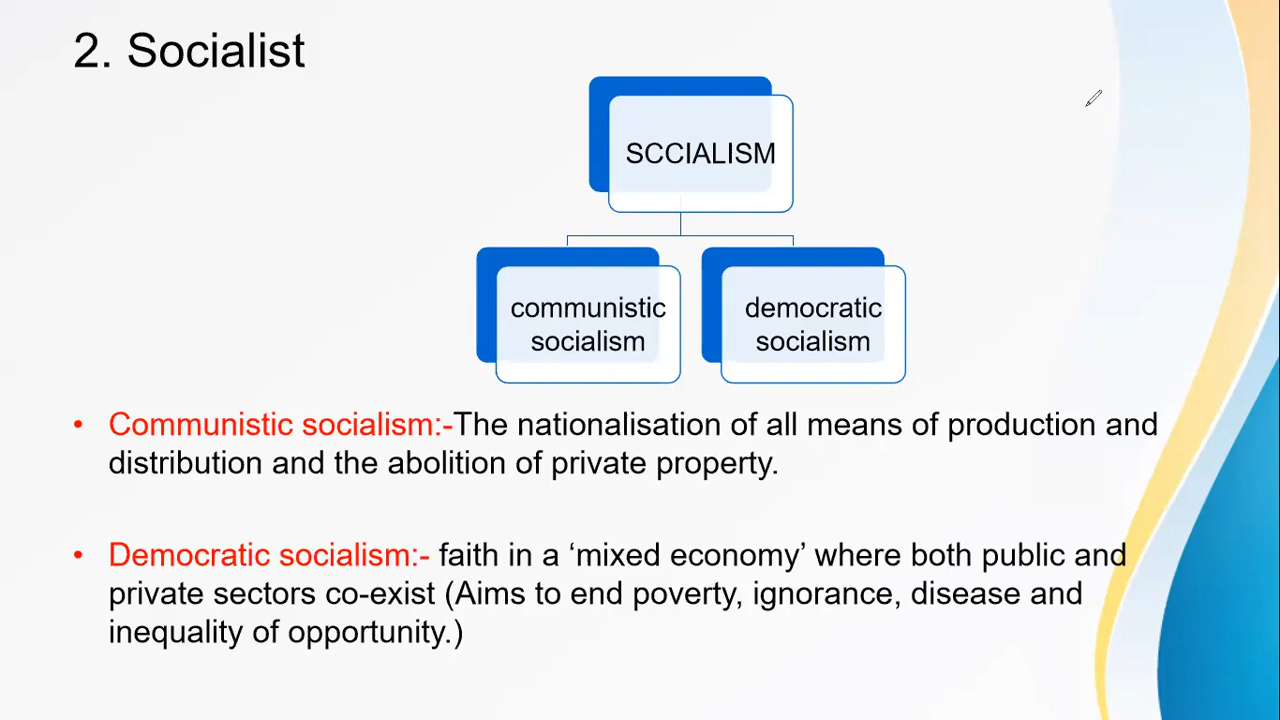 2. Socialist
SCCIALISM
communistic
socialism
democratic
socialism
• Communistic socialism:-The nationalisation of all means of production and
distribution and the abolition of private property.
• Democratic socialism:- faith in a ‘mixed economy’ where both public and
private sectors co-exist (Aims to end poverty, ignorance, disease and
inequality of opportunity.)